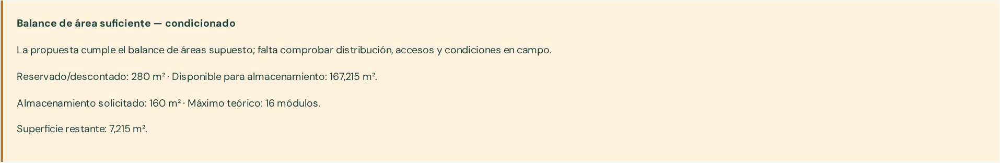 Balance de área suficiente — condicionado
La propuesta cumple el balance de áreas supuesto; falta comprobar distribución, accesos y condiciones en campo.
Reservado/descontado: 280 m² · Disponible para almacenamiento: 167,215 m².
Almacenamiento solicitado: 160 m² · Máximo teórico: 16 módulos.
Superficie restante: 7,215 m².